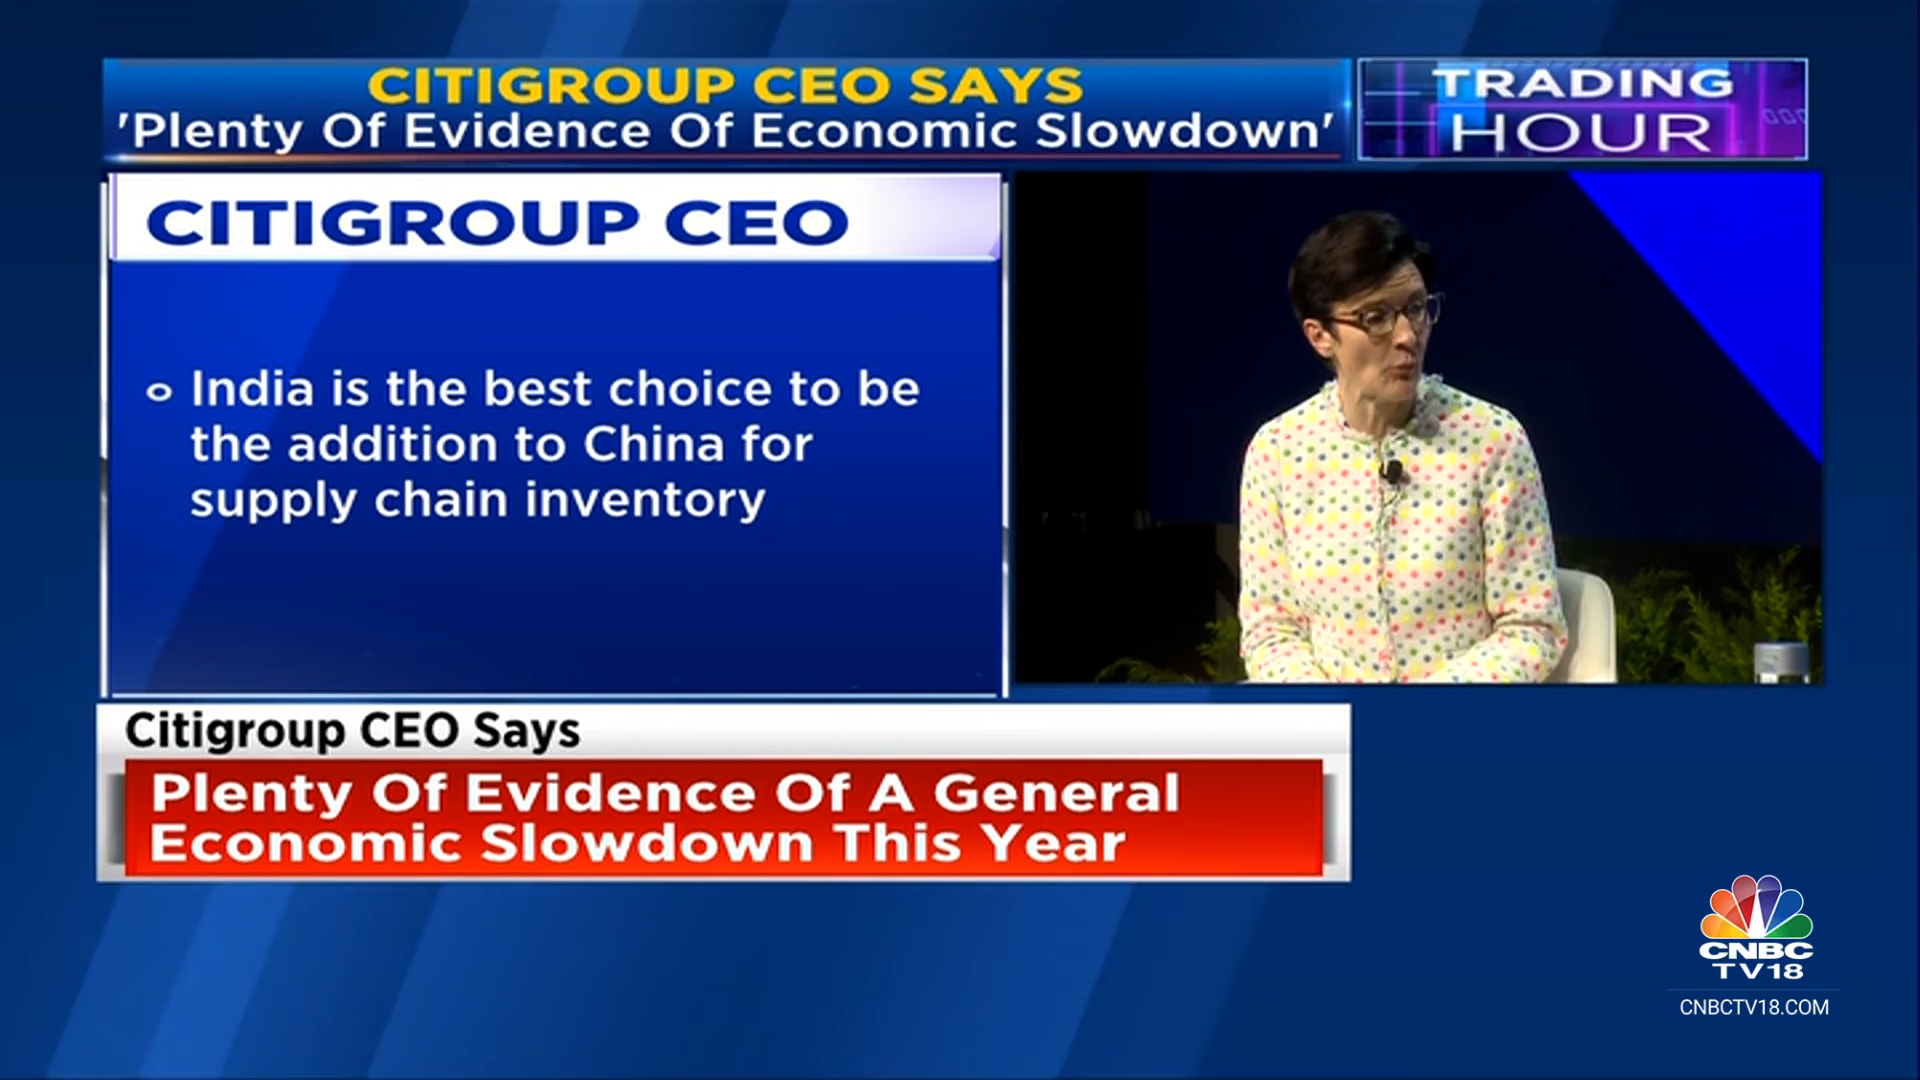 CITIGROUP CEO SAYS
'Plenty Of Evidence Of Economic Slowdown'
TRADING
HOUR
CITIGROUP CEO
India is the best choice to be
the addition to China for
supply chain inventory
Citigroup CEO Says
Plenty Of Evidence Of A General
Economic Slowdown This Year
CNBC
TV18
CNBCTV18.COM